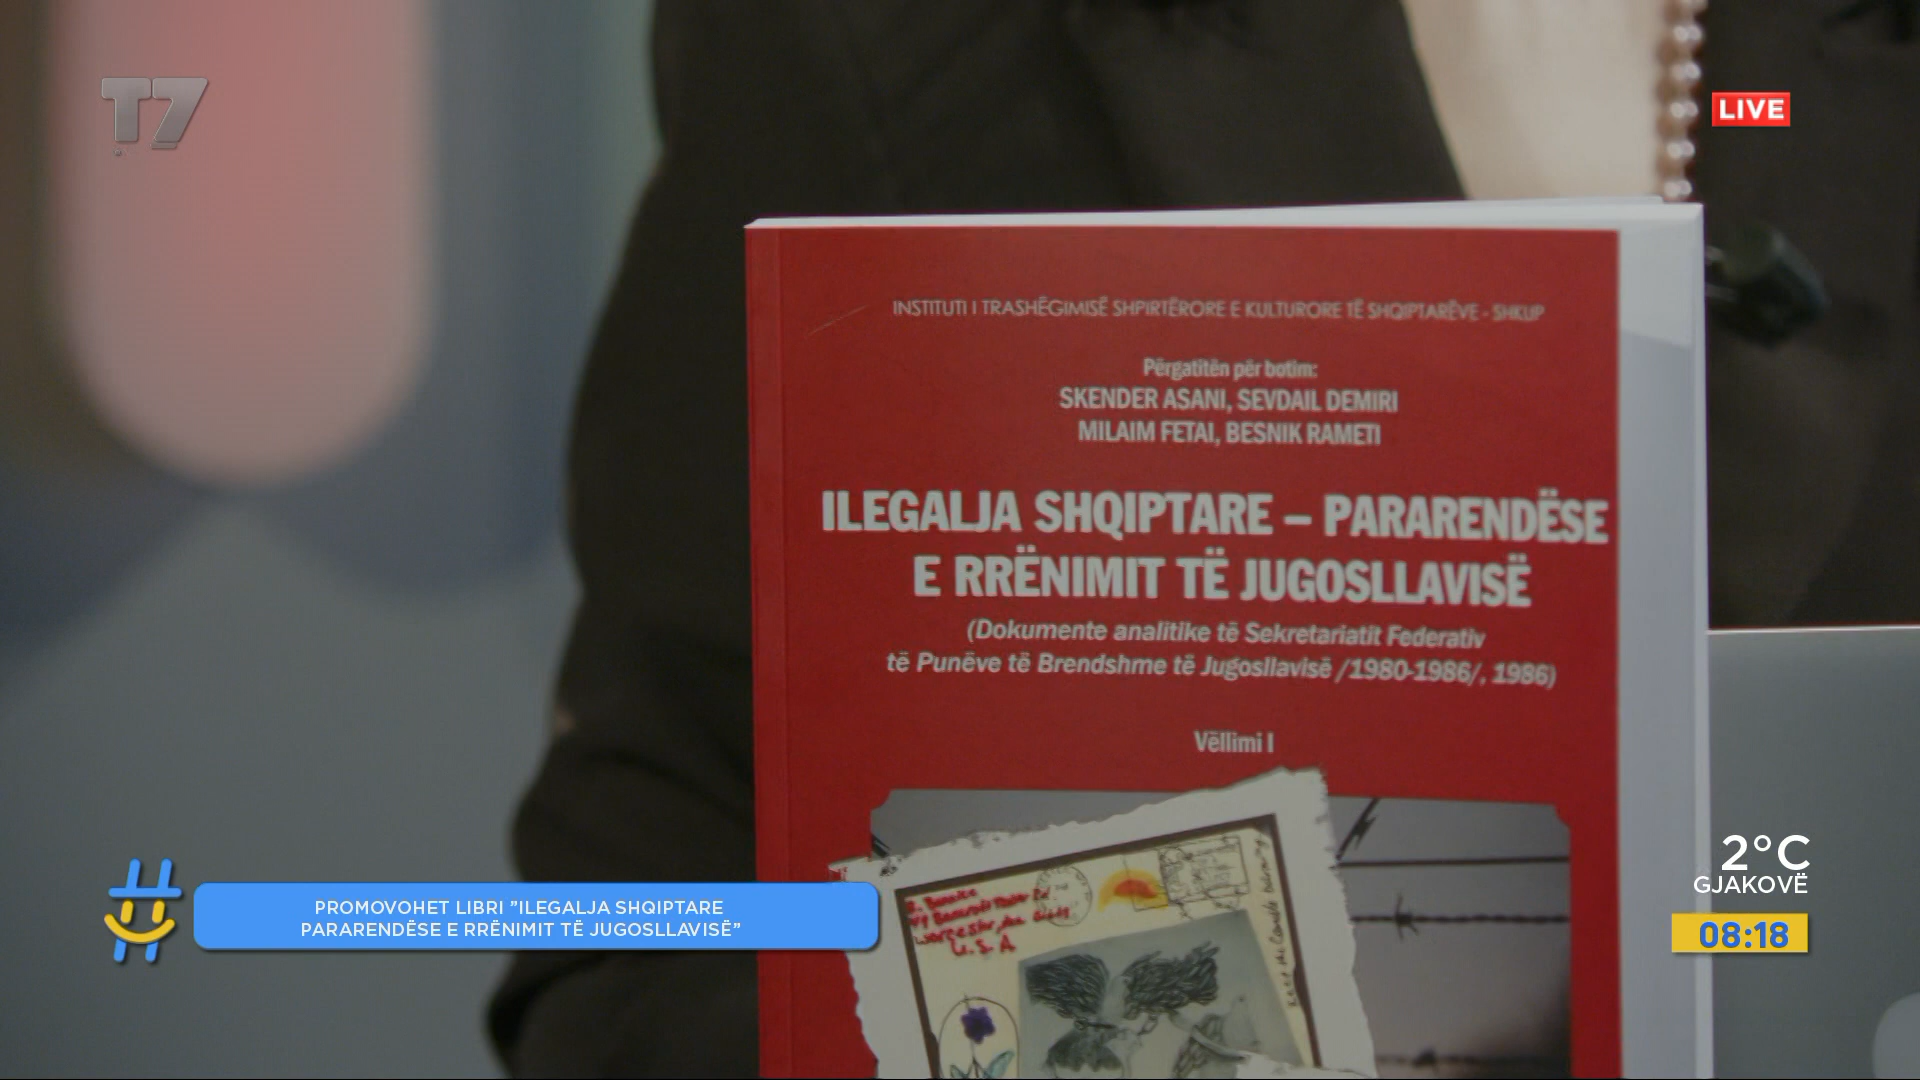 T7
LIVE
INSTITUTI I TRASHËGIMISË SHPIRTËRORE E KULTURORE TË SHQIPTARËVE - SHKUP
Përgatitën për botim:
SKENDER ASANI, SEVDAIL DEMIRI
MILAIM FETAI, BESNIK RAMETI
ILEGALJA SHQIPTARE – PARARENDËSE
E RRËNIMIT TË JUGOSLLAVISË
(Dokumente analitike të Sekretariatit Federativ
të Punëve të Brendshme të Jugosllavisë /1980-1986/, 1986)
Vëllimi I
U.S.A
PROMOVOHET LIBRI ”ILEGALJA SHQIPTARE
PARARENDËSE E RRËNIMIT TË JUGOSLLAVISË”
2°C
GJAKOVË
08:18